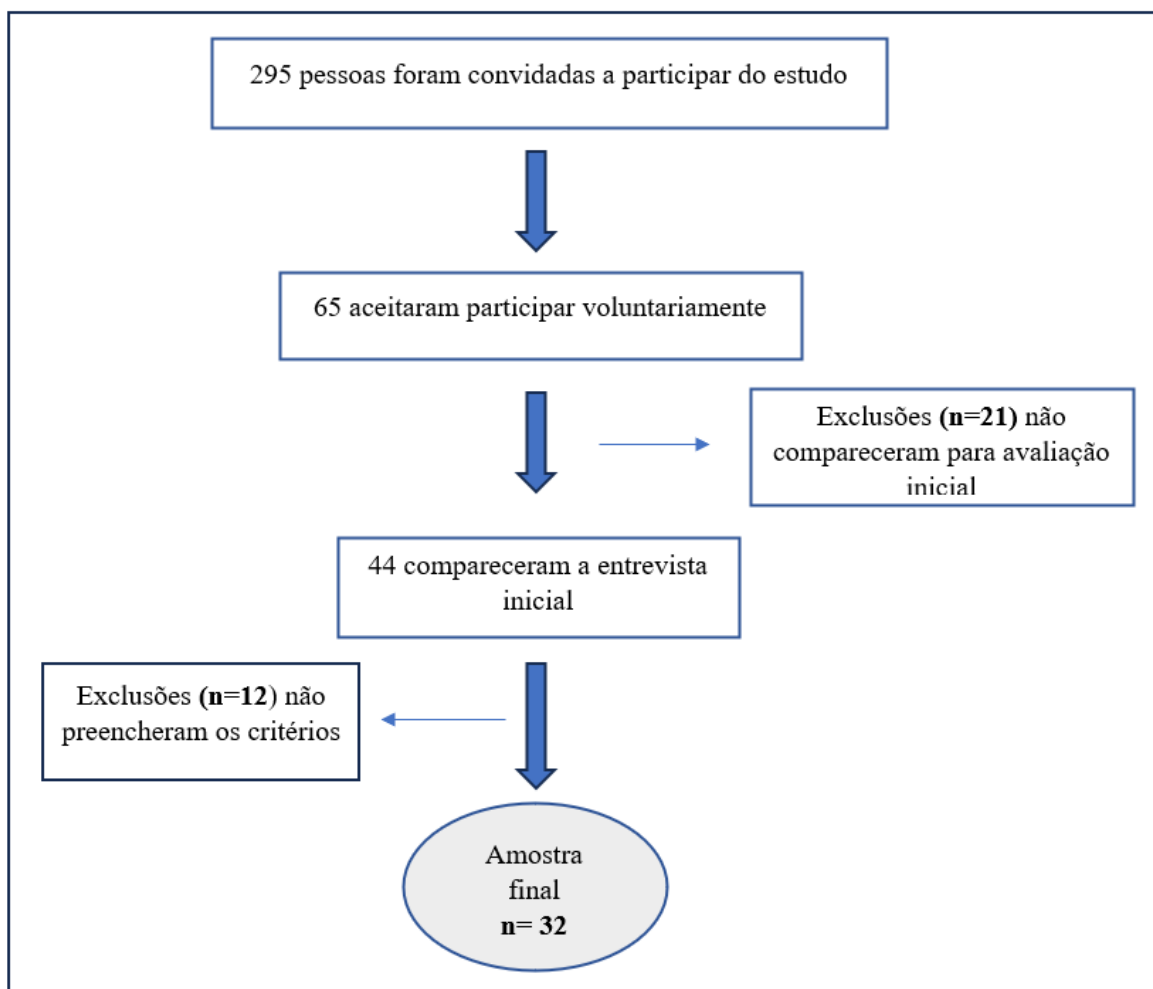 295 pessoas foram convidadas a participar do estudo
65 aceitaram participar voluntariamente
Exclusões (n=21) não
compareceram para avaliação
inicial
44 compareceram a entrevista
inicial
Exclusões (n=12) não
preencheram os critérios
Amostra
final
n= 32